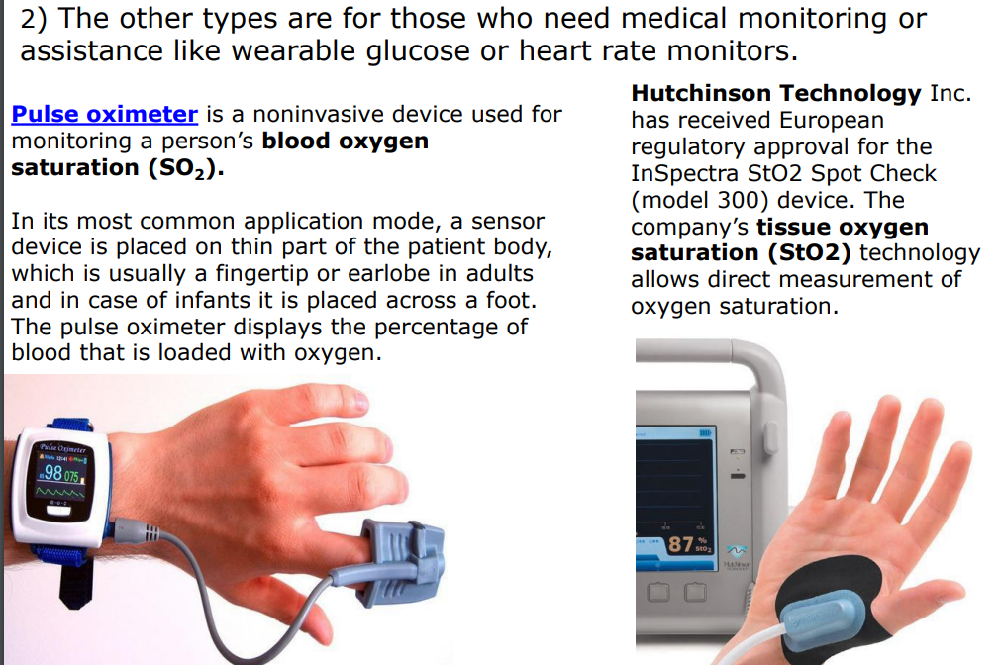 2) The other types are for those who need medical monitoring or
assistance like wearable glucose or heart rate monitors.
Pulse oximeter is a noninvasive device used for
monitoring a person’s blood oxygen
saturation (SO₂).
In its most common application mode, a sensor
device is placed on thin part of the patient body,
which is usually a fingertip or earlobe in adults
and in case of infants it is placed across a foot.
The pulse oximeter displays the percentage of
blood that is loaded with oxygen.
Hutchinson Technology Inc.
has received European
regulatory approval for the
InSpectra StO2 Spot Check
(model 300) device. The
company’s tissue oxygen
saturation (StO2) technology
allows direct measurement of
oxygen saturation.
Pulse Oximeter
98 075
87 %
StO₂
Hutchinson